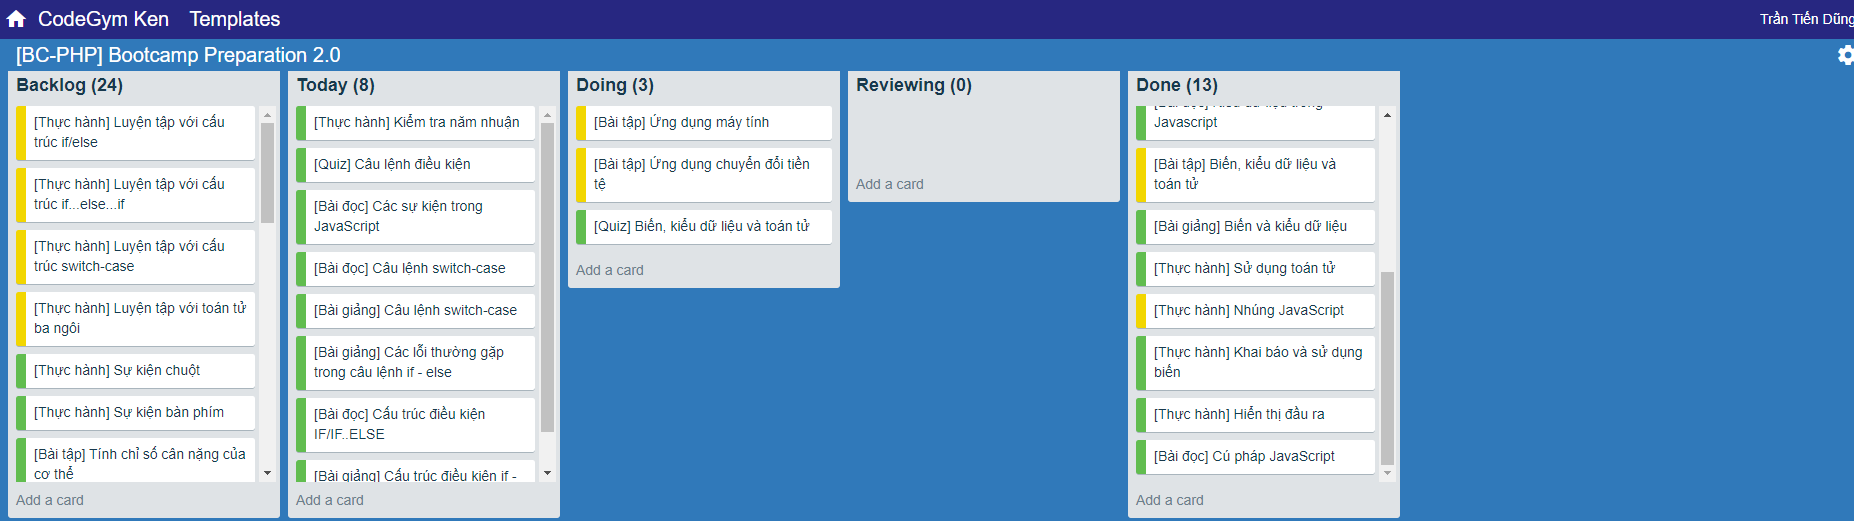 CodeGym Ken Templates
Trần Tiến Dũng
[BC-PHP] Bootcamp Preparation 2.0
Backlog (24)
[Thực hành] Luyện tập với cấu
trúc if/else
[Thực hành] Luyện tập với cấu
trúc if...else...if
[Thực hành] Luyện tập với cấu
trúc switch-case
[Thực hành] Luyện tập với toán tử
ba ngôi
[Thực hành] Sự kiện chuột
[Thực hành] Sự kiện bàn phím
[Bài tập] Tính chỉ số cân nặng của
cơ thể
Add a card
Today (8)
[Thực hành] Kiểm tra năm nhuận
[Quiz] Câu lệnh điều kiện
[Bài đọc] Các sự kiện trong
JavaScript
[Bài đọc] Câu lệnh switch-case
[Bài giảng] Câu lệnh switch-case
[Bài giảng] Các lỗi thường gặp
trong câu lệnh if - else
[Bài đọc] Cấu trúc điều kiện
IF/IF..ELSE
[Bài giảng] Cấu trúc điều kiện if -
Add a card
Doing (3)
[Bài tập] Ứng dụng máy tính
[Bài tập] Ứng dụng chuyển đổi tiền
tệ
[Quiz] Biến, kiểu dữ liệu và toán tử
Add a card
Reviewing (0)
Add a card
Done (13)
[Bài đọc] Kiểu dữ liệu trong
Javascript
[Bài tập] Biến, kiểu dữ liệu và
toán tử
[Bài giảng] Biến và kiểu dữ liệu
[Thực hành] Sử dụng toán tử
[Thực hành] Nhúng JavaScript
[Thực hành] Khai báo và sử dụng
biến
[Thực hành] Hiển thị đầu ra
[Bài đọc] Cú pháp JavaScript
Add a card